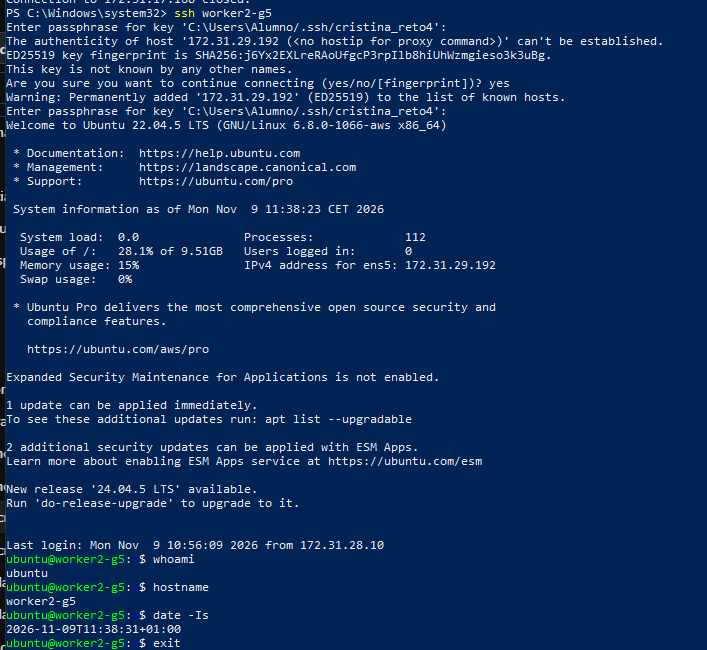 PS C:\Windows\system32> ssh worker2-g5
Enter passphrase for key 'C:\Users\Alumno/.ssh/cristina_reto4':
The authenticity of host '172.31.29.192 (<no hostip for proxy command>)' can't be established.
ED25519 key fingerprint is SHA256:j6Yx2EXLreRAoUfgcP3rpIlb8hiUhWzmgieso3k3uBg.
This key is not known by any other names.
Are you sure you want to continue connecting (yes/no/[fingerprint])? yes
Warning: Permanently added '172.31.29.192' (ED25519) to the list of known hosts.
Enter passphrase for key 'C:\Users\Alumno/.ssh/cristina_reto4':
Welcome to Ubuntu 22.04.5 LTS (GNU/Linux 6.8.0-1066-aws x86_64)
* Documentation: https://help.ubuntu.com
* Management: https://landscape.canonical.com
* Support: https://ubuntu.com/pro
System information as of Mon Nov 9 11:38:23 CET 2026
System load: 0.0 Processes: 112
Usage of /: 28.1% of 9.51GB Users logged in: 0
Memory usage: 15% IPv4 address for ens5: 172.31.29.192
Swap usage: 0%
* Ubuntu Pro delivers the most comprehensive open source security and
compliance features.
https://ubuntu.com/aws/pro
Expanded Security Maintenance for Applications is not enabled.
1 update can be applied immediately.
To see these additional updates run: apt list --upgradable
2 additional security updates can be applied with ESM Apps.
Learn more about enabling ESM Apps service at https://ubuntu.com/esm
New release '24.04.5 LTS' available.
Run 'do-release-upgrade' to upgrade to it.
Last login: Mon Nov 9 10:56:09 2026 from 172.31.28.10
ubuntu@worker2-g5: $ whoami
ubuntu
ubuntu@worker2-g5: $ hostname
worker2-g5
ubuntu@worker2-g5: $ date -Is
2026-11-09T11:38:31+01:00
ubuntu@worker2-g5: $ exit